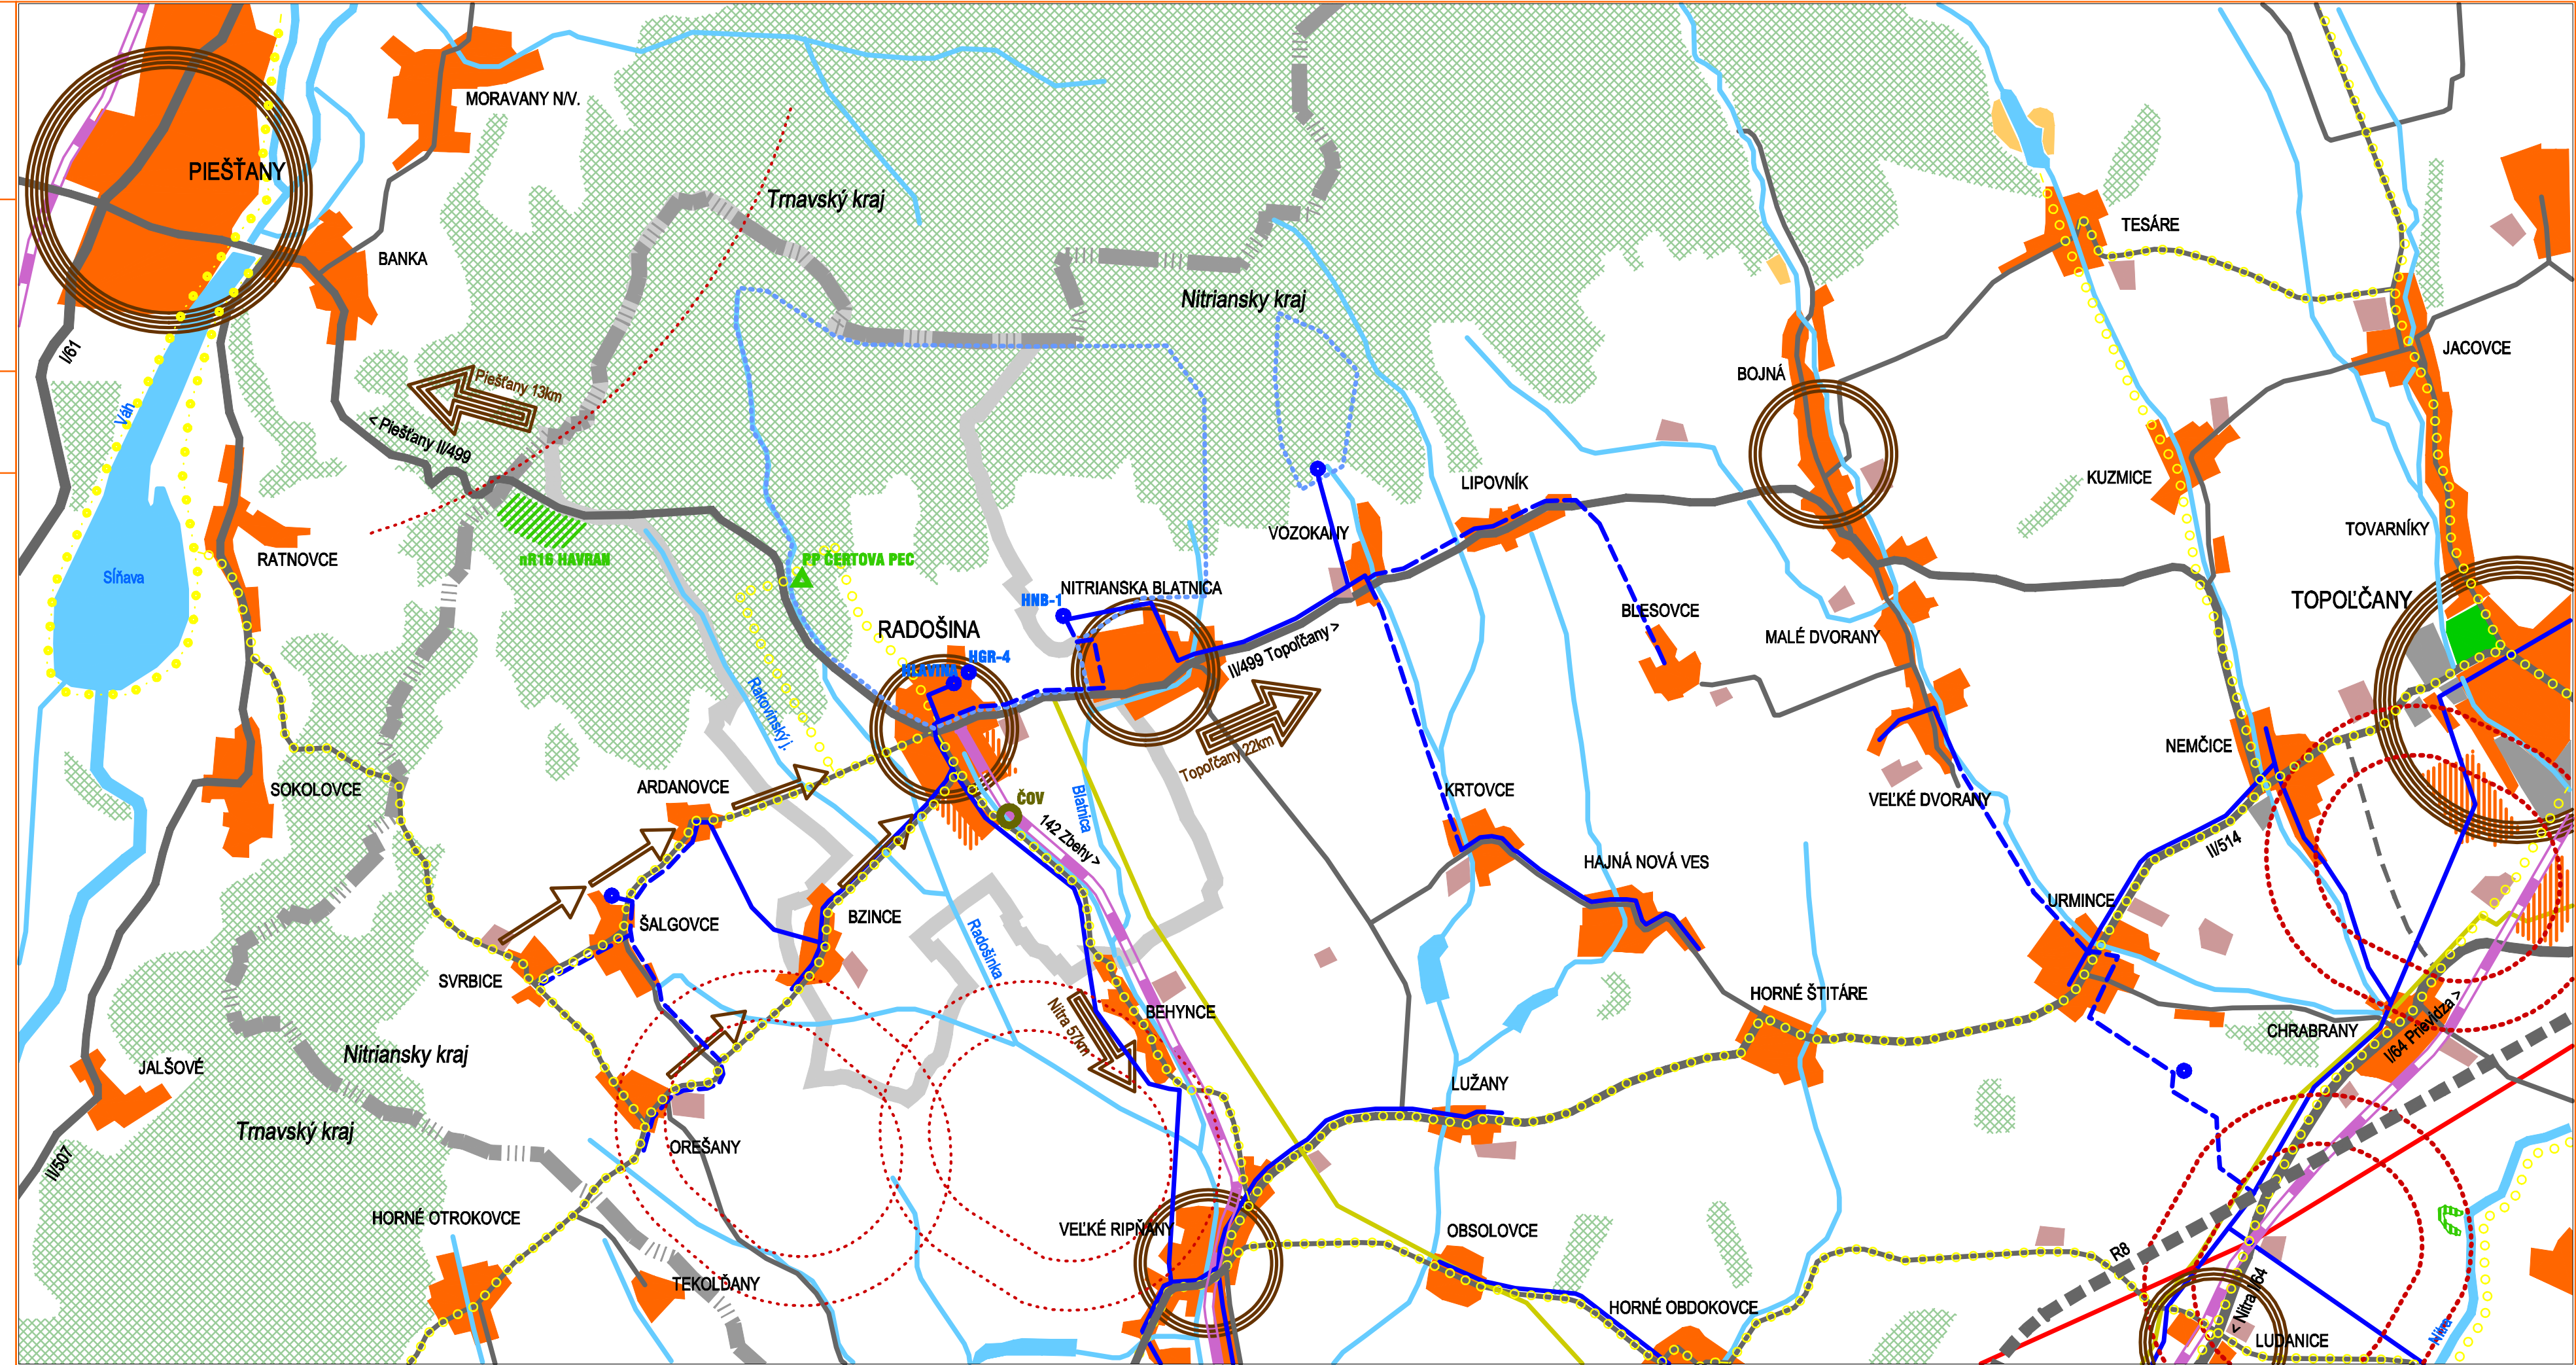 MORAVANY N/V.
PIEŠŤANY
Trnavský kraj
TESÁRE
BANKA
Nitriansky kraj
I/61
JACOVCE
BOJNÁ
Piešťany 13km
Váh
< Piešťany II/499
KUZMICE
LIPOVNÍK
TOVARNÍKY
VOZOKANY
RATNOVCE
nR16 HAVRAN
PP ČERTOVA PEC
Sĺňava
NITRIANSKA BLATNICA
HNB-1
TOPOĽČANY
BLESOVCE
RADOŠINA
MALÉ DVORANY
HGR-4
HLAVINA
II/499 Topoľčany >
Rakovinský j.
NEMČICE
Topoľčany 22km
SOKOLOVCE
ARDANOVCE
KRTOVCE
ČOV
Blatnica
VEĽKÉ DVORANY
142 Zbehy >
II/514
HAJNÁ NOVÁ VES
URMINCE
BZINCE
ŠALGOVCE
Radošinka
SVRBICE
HORNÉ ŠTITÁRE
BEHYNCE
Nitra 57km
CHRABRANY
I/64 Prievidza >
Nitriansky kraj
JALŠOVÉ
LUŽANY
Trnavský kraj
OREŠANY
II/507
HORNÉ OTROKOVCE
VEĽKÉ RIPŇANY
OBSOLOVCE
R8
TEKOLĎANY
HORNÉ OBDOKOVCE
< Nitra I/64
LUDANICE
Nitra